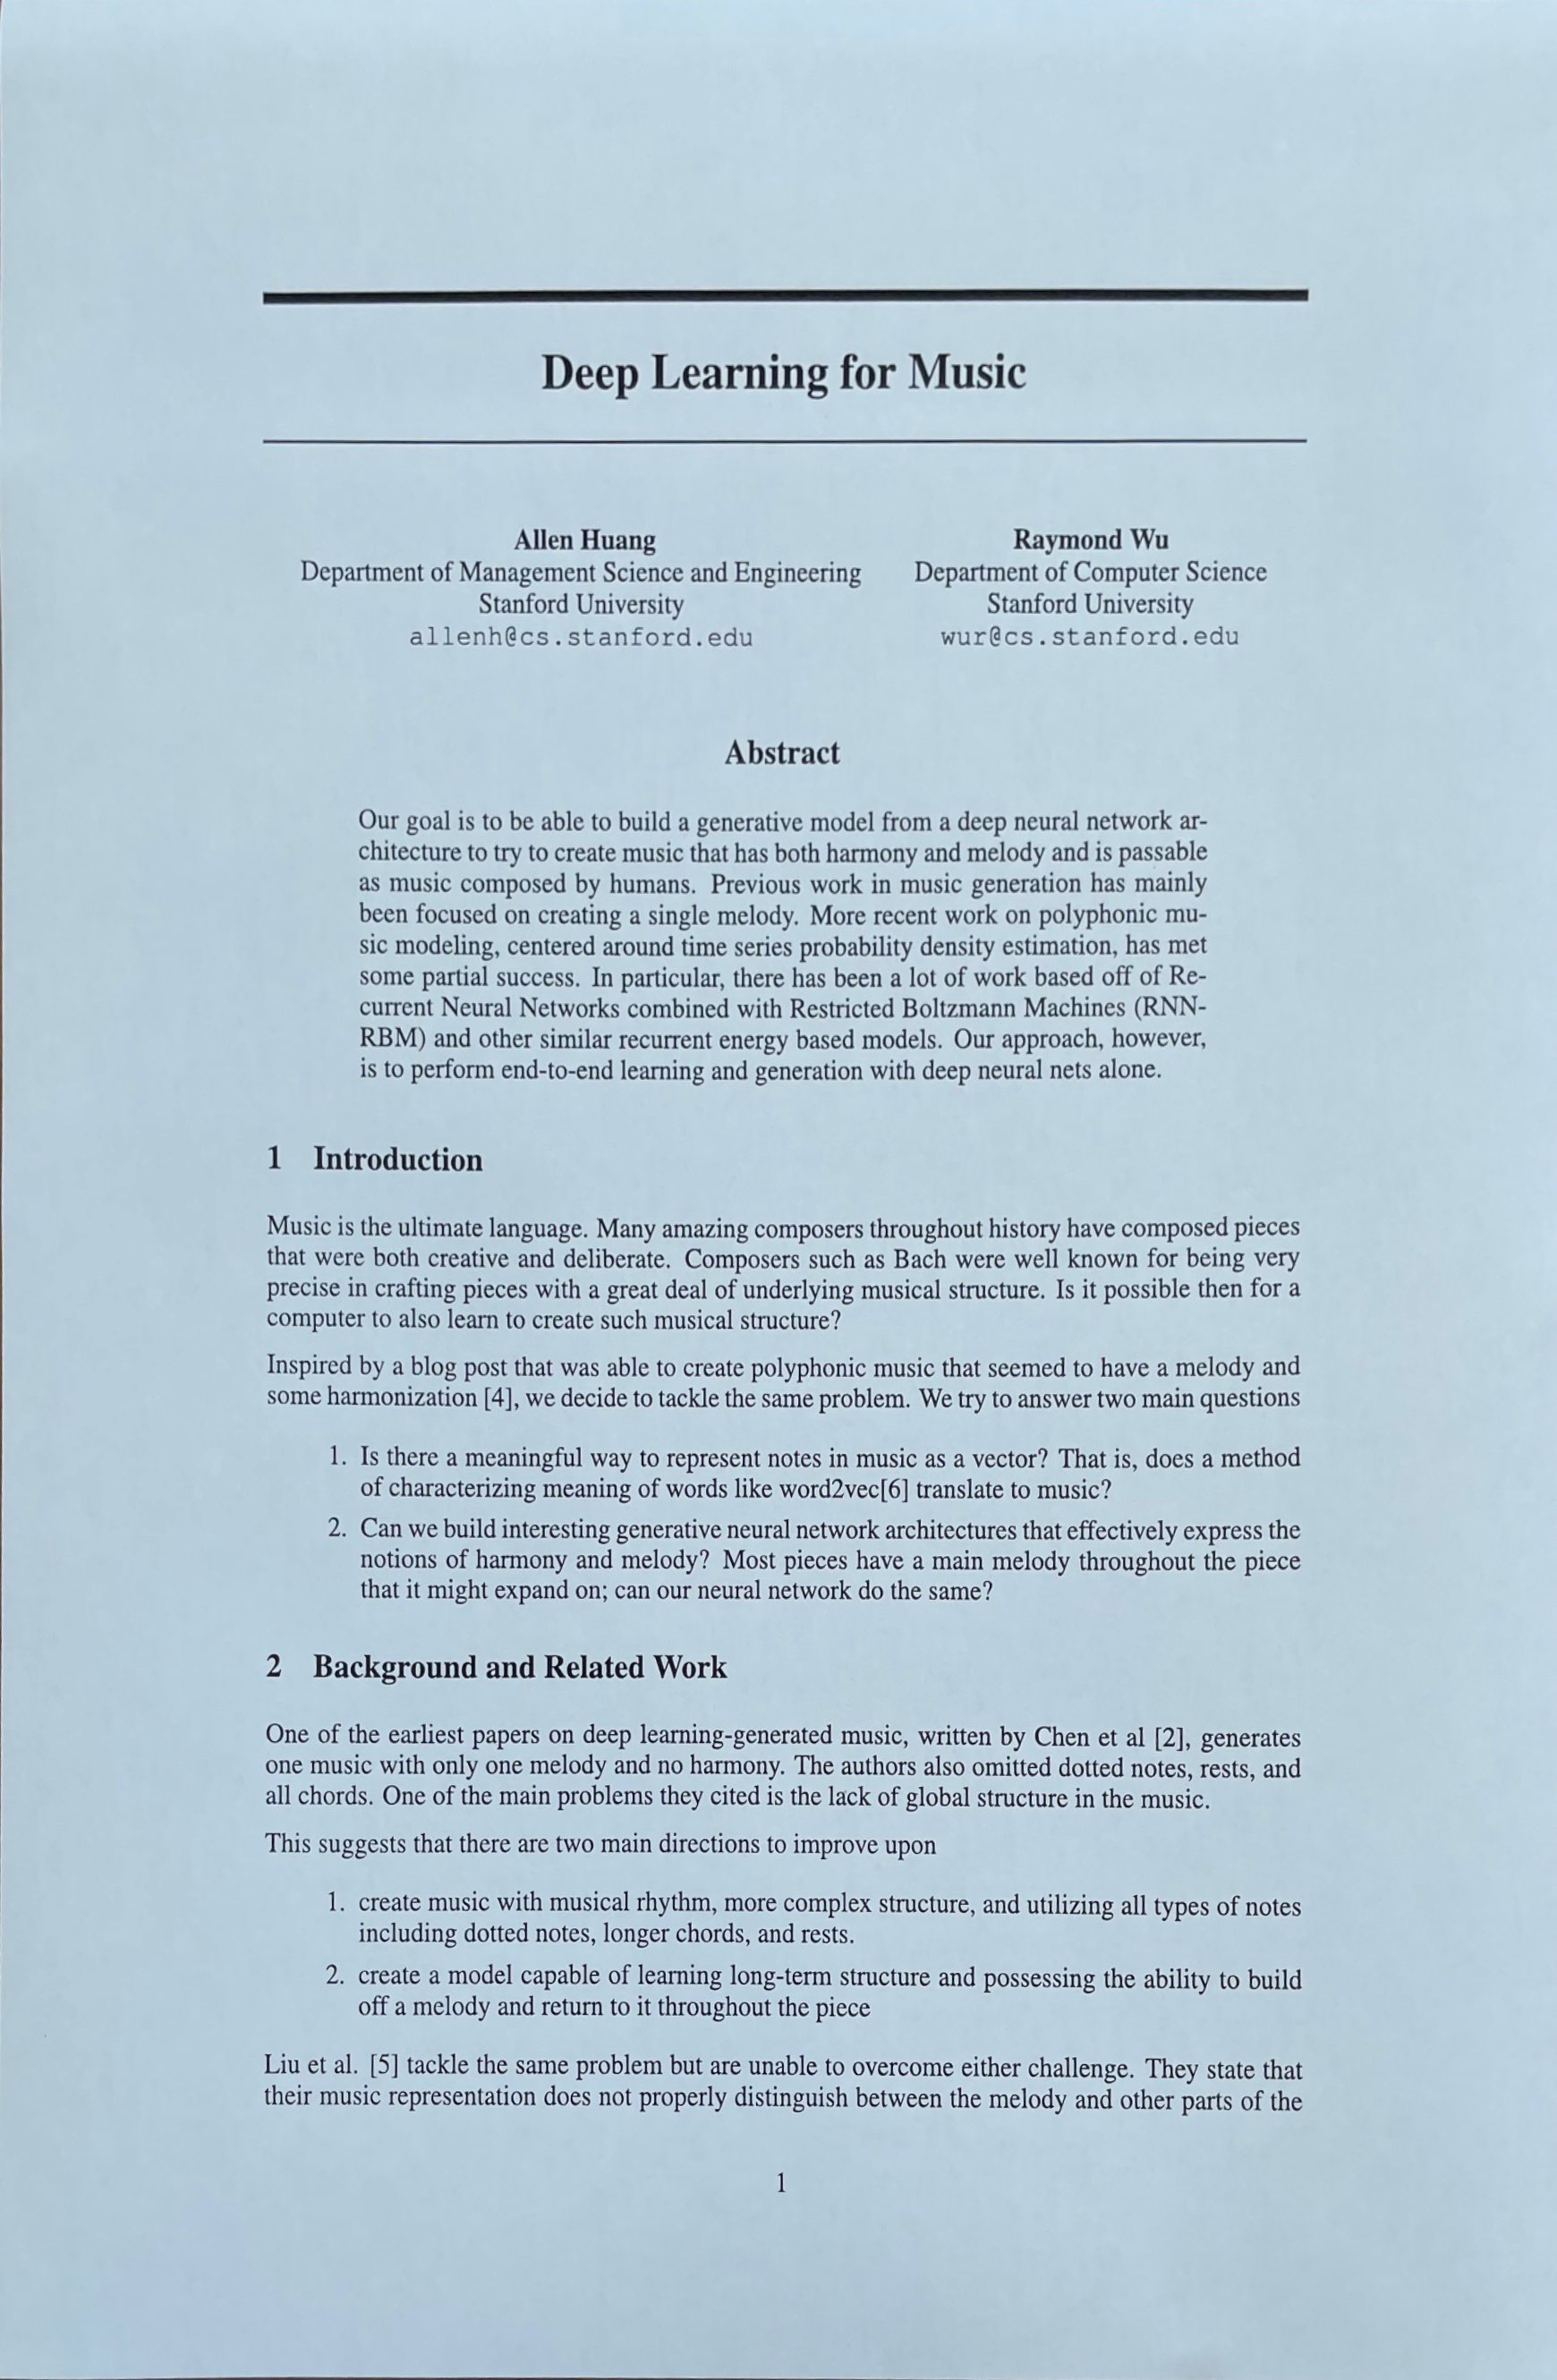 Deep Learning for Music
Allen Huang
Department of Management Science and Engineering
Stanford University
allenh@cs.stanford.edu
Raymond Wu
Department of Computer Science
Stanford University
wur@cs.stanford.edu
Abstract
Our goal is to be able to build a generative model from a deep neural network ar-
chitecture to try to create music that has both harmony and melody and is passable
as music composed by humans. Previous work in music generation has mainly
been focused on creating a single melody. More recent work on polyphonic mu-
sic modeling, centered around time series probability density estimation, has met
some partial success. In particular, there has been a lot of work based off of Re-
current Neural Networks combined with Restricted Boltzmann Machines (RNN-
RBM) and other similar recurrent energy based models. Our approach, however,
is to perform end-to-end learning and generation with deep neural nets alone.
1 Introduction
Music is the ultimate language. Many amazing composers throughout history have composed pieces
that were both creative and deliberate. Composers such as Bach were well known for being very
precise in crafting pieces with a great deal of underlying musical structure. Is it possible then for a
computer to also learn to create such musical structure?
Inspired by a blog post that was able to create polyphonic music that seemed to have a melody and
some harmonization [4], we decide to tackle the same problem. We try to answer two main questions
1. Is there a meaningful way to represent notes in music as a vector? That is, does a method
of characterizing meaning of words like word2vec[6] translate to music?
2. Can we build interesting generative neural network architectures that effectively express the
notions of harmony and melody? Most pieces have a main melody throughout the piece
that it might expand on; can our neural network do the same?
2 Background and Related Work
One of the earliest papers on deep learning-generated music, written by Chen et al [2], generates
one music with only one melody and no harmony. The authors also omitted dotted notes, rests, and
all chords. One of the main problems they cited is the lack of global structure in the music.
This suggests that there are two main directions to improve upon
1. create music with musical rhythm, more complex structure, and utilizing all types of notes
including dotted notes, longer chords, and rests.
2. create a model capable of learning long-term structure and possessing the ability to build
off a melody and return to it throughout the piece
Liu et al. [5] tackle the same problem but are unable to overcome either challenge. They state that
their music representation does not properly distinguish between the melody and other parts of the
1